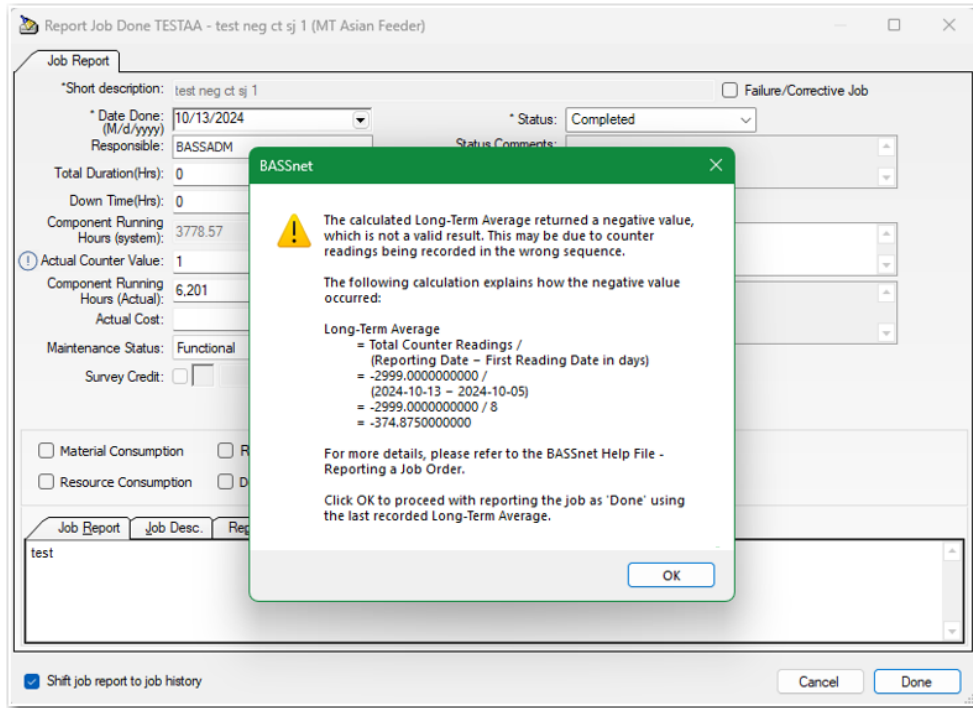 Report Job Done TESTAA - test neg ct sj 1 (MT Asian Feeder)
Job Report
*Short description: test neg ct sj 1
Failure/Corrective Job
* Date Done: 10/13/2024
(M/d/yyyy)
* Status: Completed
Responsible: BASSADM
Status Comments:
Total Duration(Hrs): 0
Down Time(Hrs): 0
Component Running
Hours (system): 3778.57
Actual Counter Value: 1
Component Running
Hours (Actual): 6,201
Actual Cost:
Maintenance Status: Functional
Survey Credit:
Material Consumption
Resource Consumption
BASSnet
The calculated Long-Term Average returned a negative value,
which is not a valid result. This may be due to counter
readings being recorded in the wrong sequence.
The following calculation explains how the negative value
occurred:
Long-Term Average
= Total Counter Readings /
(Reporting Date – First Reading Date in days)
= -2999.0000000000 /
(2024-10-13 – 2024-10-05)
= -2999.0000000000 / 8
= -374.8750000000
For more details, please refer to the BASSnet Help File -
Reporting a Job Order.
Click OK to proceed with reporting the job as 'Done' using
the last recorded Long-Term Average.
OK
Job Report Job Desc.
test
Shift job report to job history
Cancel Done